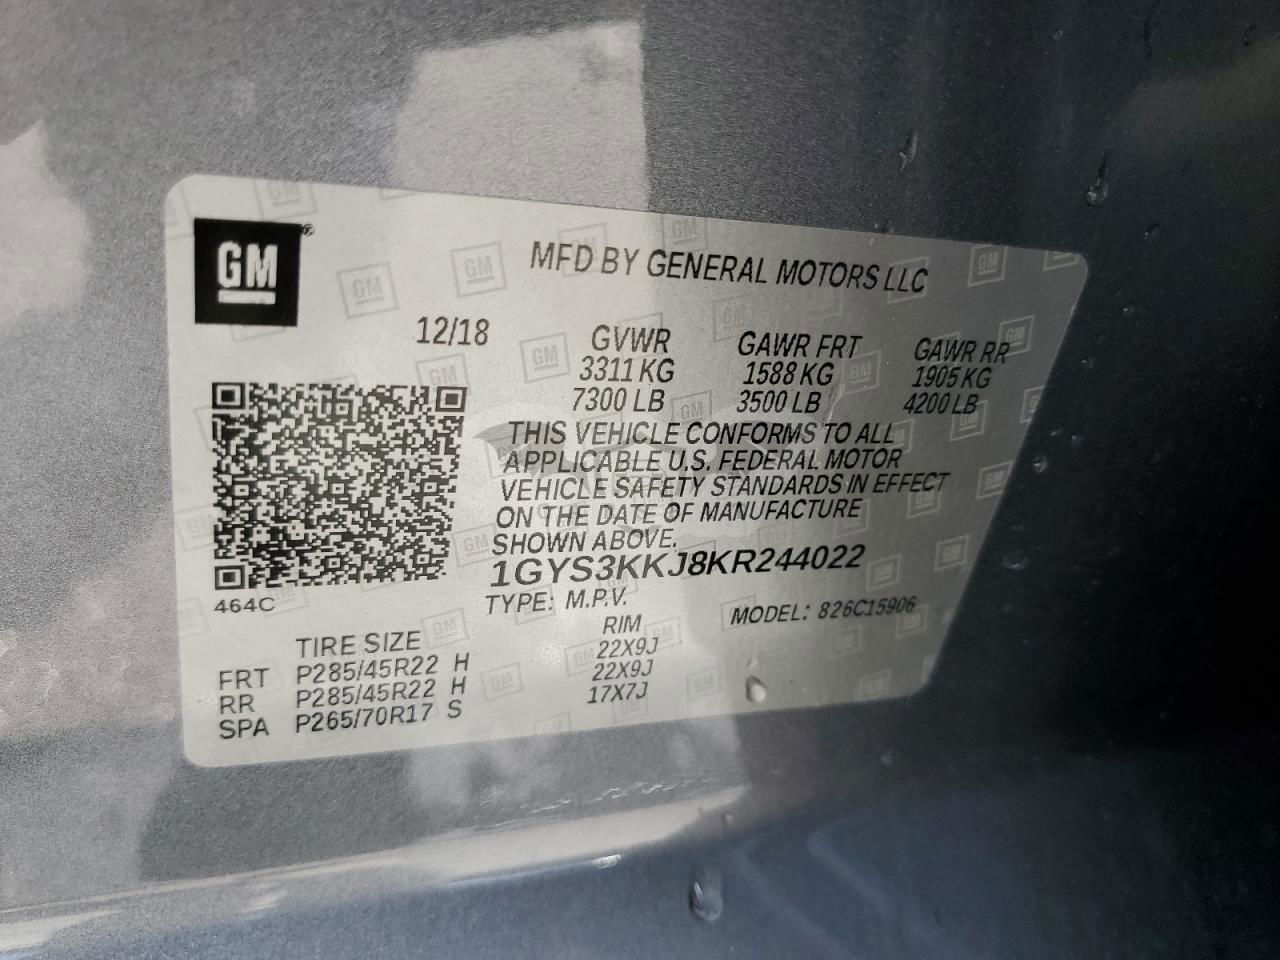 GM®
MFD BY GENERAL MOTORS LLC
12/18
GVWR GAWR FRT GAWR RR
3311 KG 1588 KG 1905 KG
7300 LB 3500 LB 4200 LB
THIS VEHICLE CONFORMS TO ALL
APPLICABLE U.S. FEDERAL MOTOR
VEHICLE SAFETY STANDARDS IN EFFECT
ON THE DATE OF MANUFACTURE
SHOWN ABOVE.
1GYS3KKJ8KR244022
464C
TYPE: M.P.V. MODEL: 826C15906
TIRE SIZE RIM
FRT P285/45R22 H 22X9J
RR P285/45R22 H 22X9J
SPA P265/70R17 S 17X7J